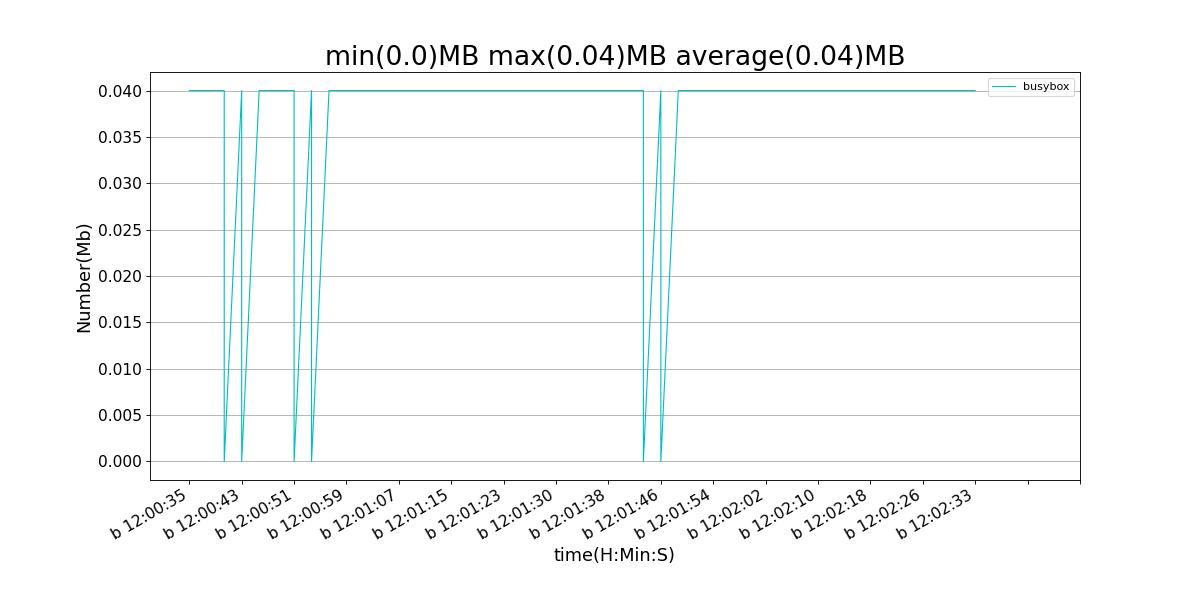 min(0.0)MB max(0.04)MB average(0.04)MB
busybox
0.040
0.035
0.030
0.025
0.020
0.015
0.010
0.005
0.000
Number(Mb)
b 12:00:35
b 12:00:43
b 12:00:51
b 12:00:59
b 12:01:07
b 12:01:15
b 12:01:23
b 12:01:30
b 12:01:38
b 12:01:46
b 12:01:54
b 12:02:02
b 12:02:10
b 12:02:18
b 12:02:26
b 12:02:33
time(H:Min:S)